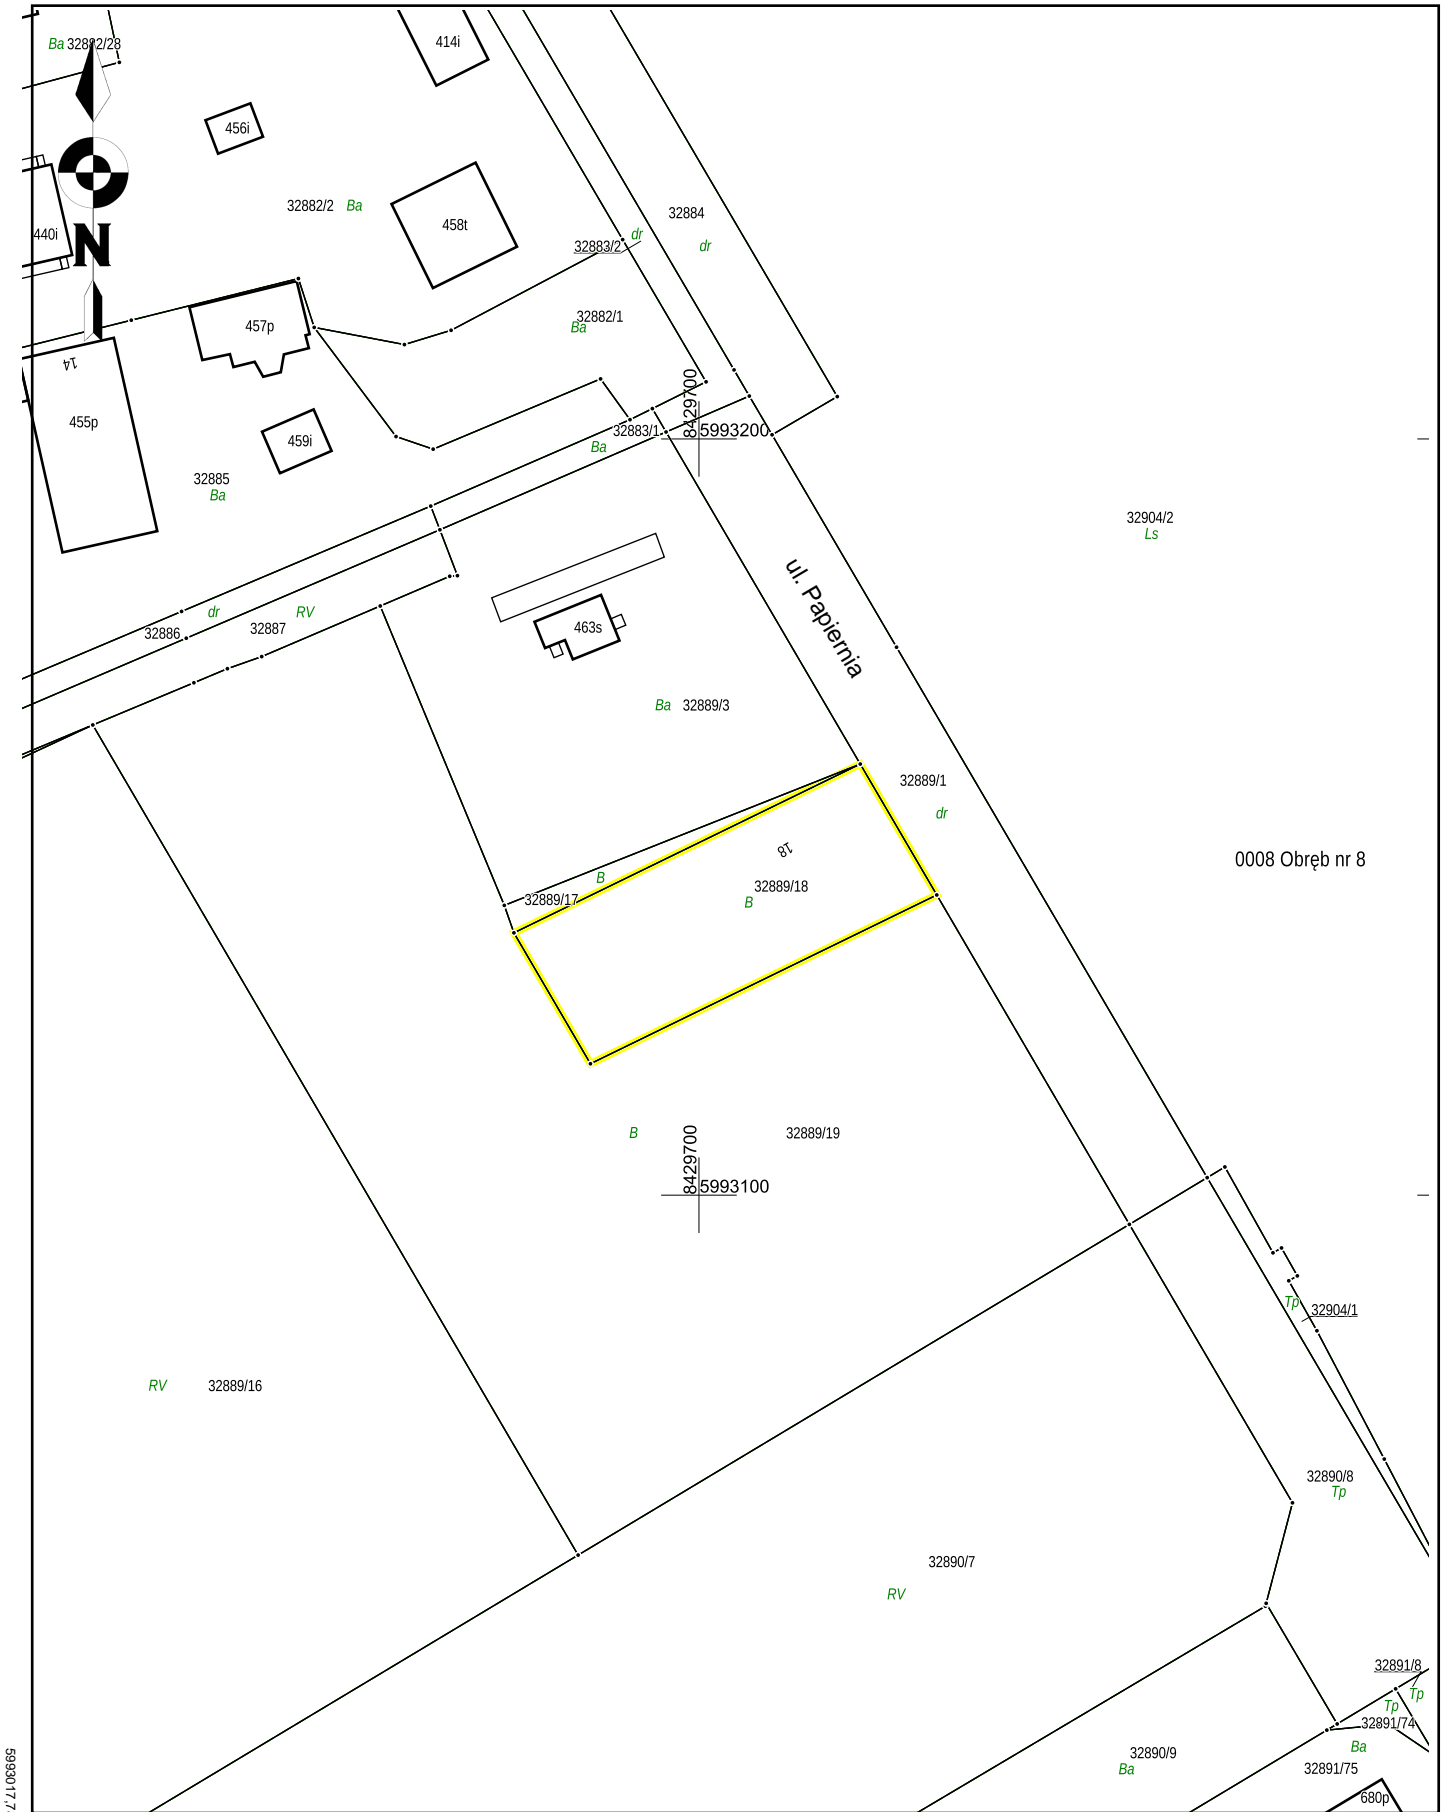 Ba 32882/28
414i
456i
32882/2 Ba
458t
440i
N
32884
dr
32883/2
dr
457p
32882/1
Ba
14
455p
459i
8429700
5993200
32883/1
Ba
32885
Ba
32904/2
Ls
ul. Papiernia
dr
RV
32886
32887
463s
Ba 32889/3
32889/1
dr
18
0008 Obręb nr 8
B
32889/17
32889/18
B
B
32889/19
8429700
5993100
Tp
32904/1
RV
32889/16
32890/8
Tp
32890/7
RV
32891/8
Tp
Tp
32891/74
Ba
32890/9
Ba
32891/75
680p